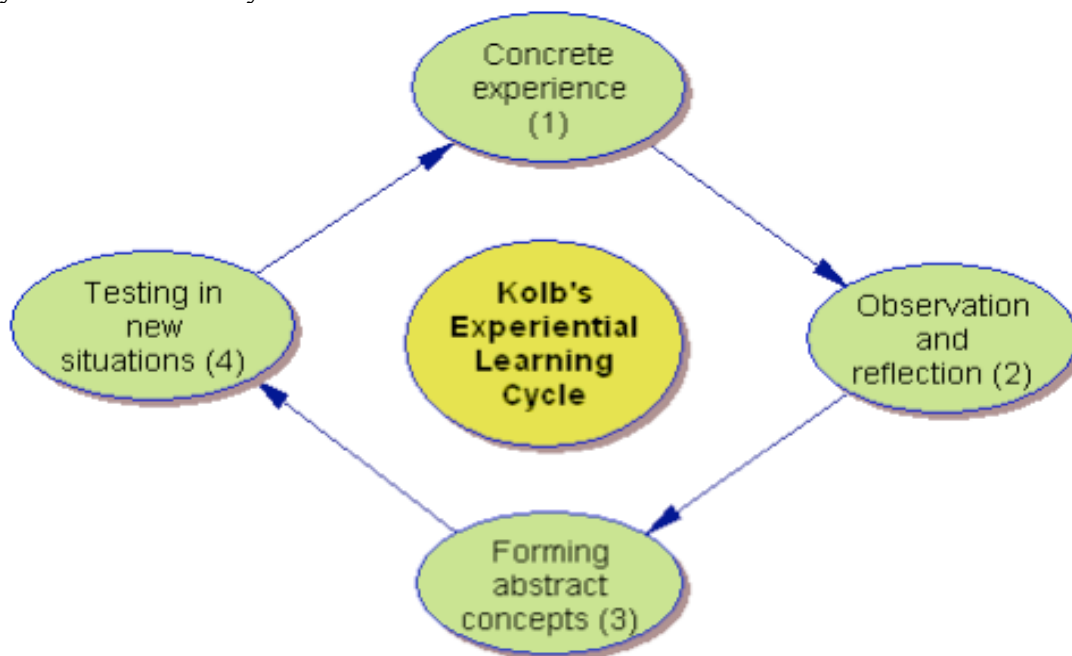 Concrete
experience
(1)
Testing in
new
situations (4)
Kolb's
Experiential
Learning
Cycle
Observation
and
reflection (2)
Forming
abstract
concepts (3)